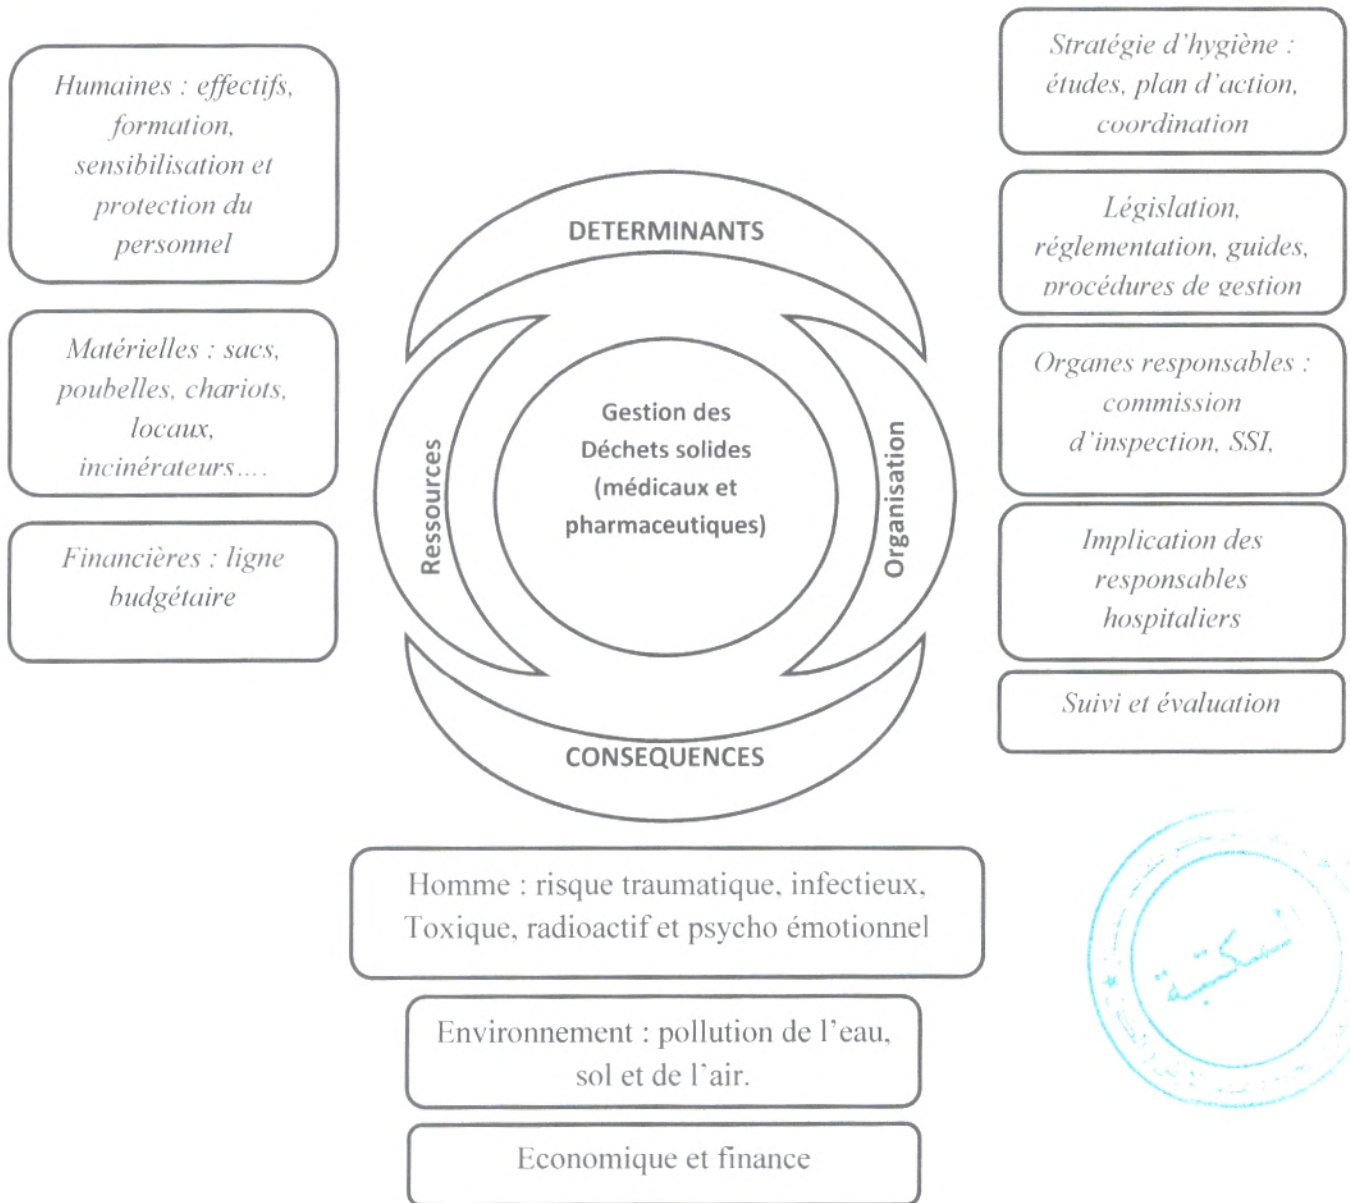 Humaines : effectifs,
formation,
sensibilisation et
protection du
personnel
Matérielles : sacs,
poubelles, chariots,
locaux,
incinérateurs….
Financières : ligne
budgétaire
DETERMINANTS
Ressources
Gestion des
Déchets solides
(médicaux et
pharmaceutiques)
Organisation
CONSEQUENCES
Stratégie d’hygiène :
études, plan d’action,
coordination
Législation,
réglementation, guides,
procédures de gestion
Organes responsables :
commission
d’inspection, SSI,
Implication des
responsables
hospitaliers
Suivi et évaluation
Homme : risque traumatique, infectieux,
Toxique, radioactif et psycho émotionnel
Environnement : pollution de l’eau,
sol et de l’air.
Economique et finance
المكتبة